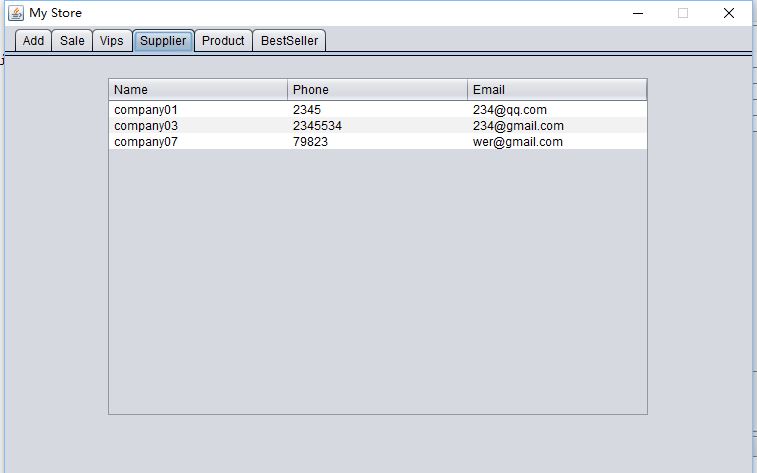 My Store
Add Sale Vips Supplier Product BestSeller
Name Phone Email
company01 2345 234@qq.com
company03 2345534 234@gmail.com
company07 79823 wer@gmail.com